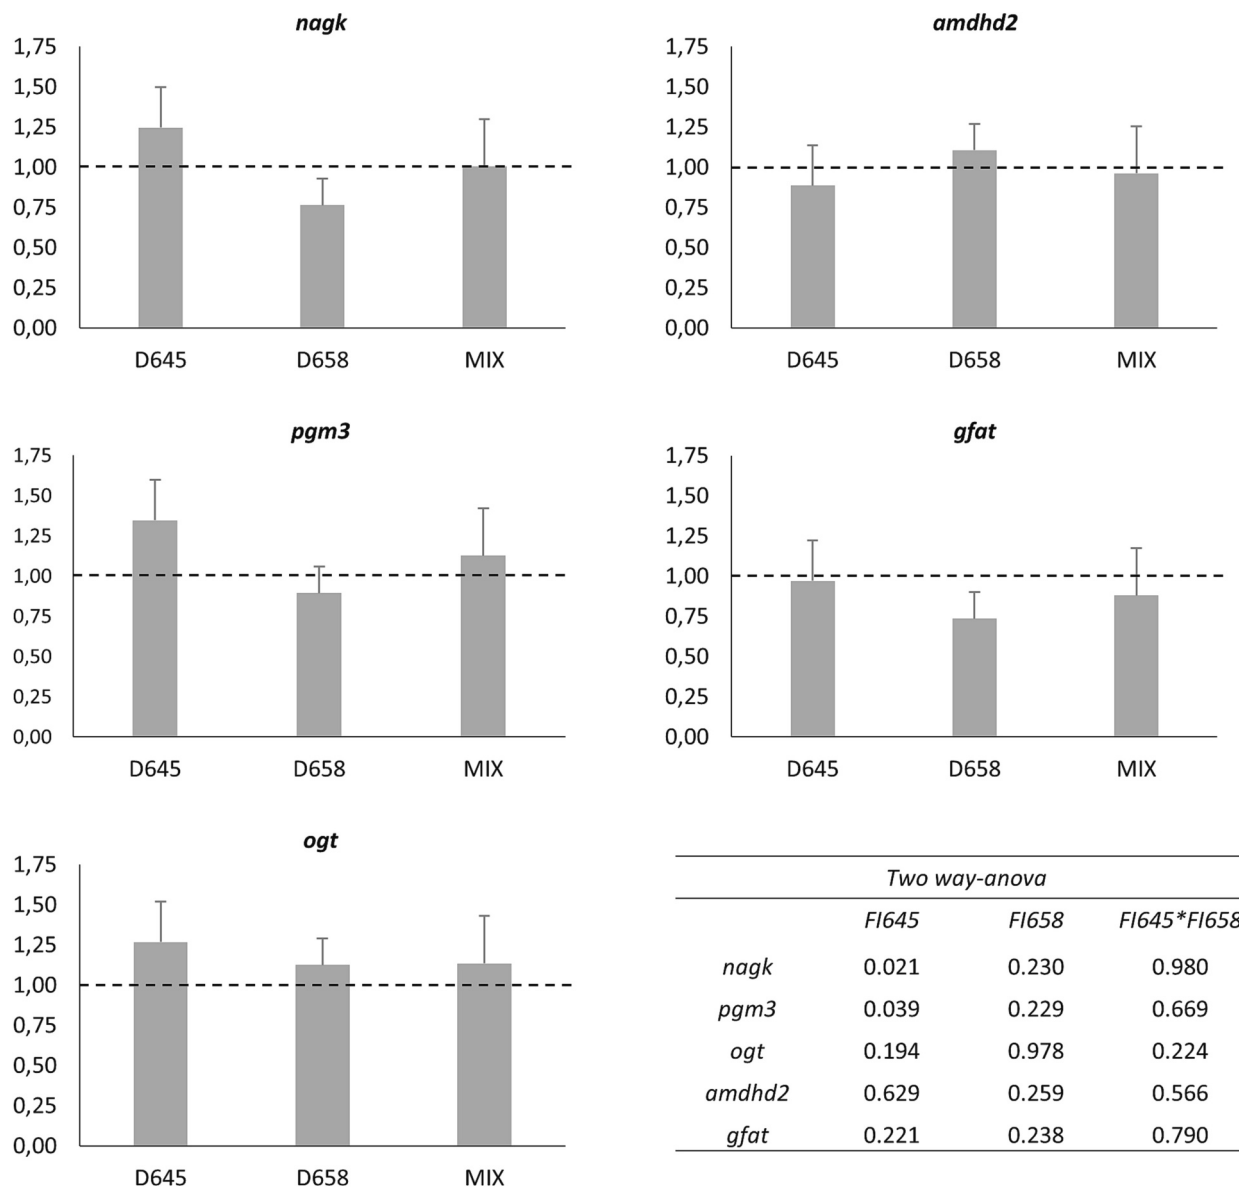 nagk
1,75
1,50
1,25
1,00
0,75
0,50
0,25
0,00
D645 D658 MIX
amdhd2
1,75
1,50
1,25
1,00
0,75
0,50
0,25
0,00
D645 D658 MIX
pgm3
1,75
1,50
1,25
1,00
0,75
0,50
0,25
0,00
D645 D658 MIX
gfat
1,75
1,50
1,25
1,00
0,75
0,50
0,25
0,00
D645 D658 MIX
ogt
1,75
1,50
1,25
1,00
0,75
0,50
0,25
0,00
D645 D658 MIX
Two way-anova
FI645 FI658 FI645*FI658
nagk 0.021 0.230 0.980
pgm3 0.039 0.229 0.669
ogt 0.194 0.978 0.224
amdhd2 0.629 0.259 0.566
gfat 0.221 0.238 0.790